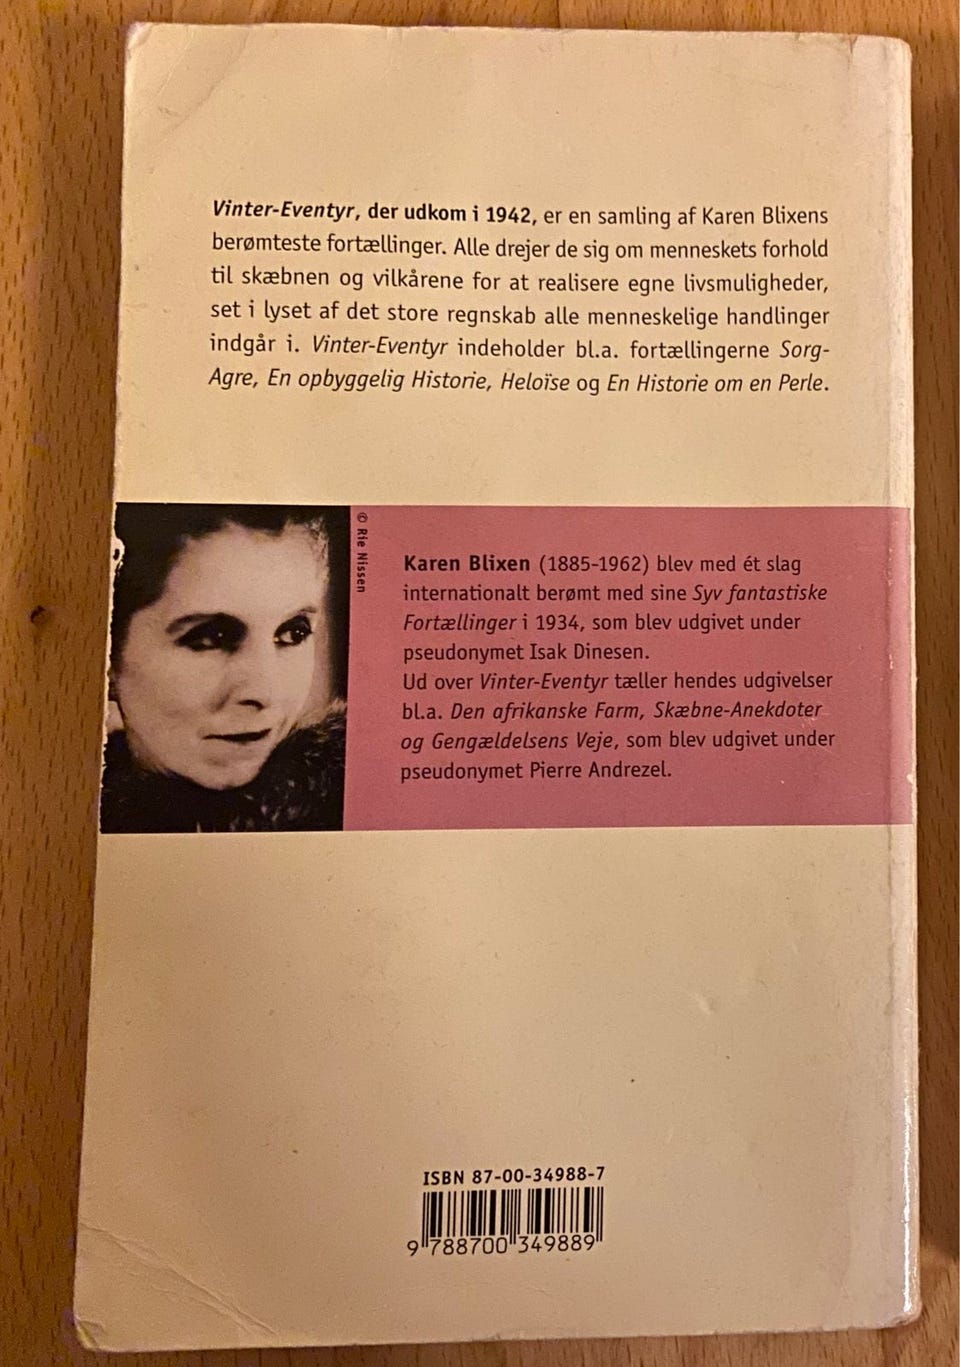 Vinter-Eventyr, der udkom i 1942, er en samling af Karen Blixens
berømteste fortællinger. Alle drejer de sig om menneskets forhold
til skæbnen og vilkårene for at realisere egne livsmuligheder,
set i lyset af det store regnskab alle menneskelige handlinger
indgår i. Vinter-Eventyr indeholder bl.a. fortællingerne Sorg-
Agre, En opbyggelig Historie, Heloïse og En Historie om en Perle.
© Rie Nissen
Karen Blixen (1885-1962) blev med ét slag
internationalt berømt med sine Syv fantastiske
Fortællinger i 1934, som blev udgivet under
pseudonymet Isak Dinesen.
Ud over Vinter-Eventyr tæller hendes udgivelser
bl.a. Den afrikanske Farm, Skæbne-Anekdoter
og Gengældelsens Veje, som blev udgivet under
pseudonymet Pierre Andrezel.
ISBN 87-00-34988-7
9 788700 349889